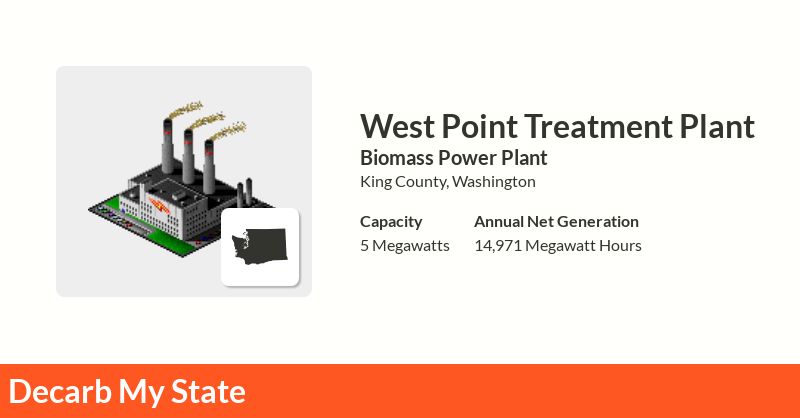 West Point Treatment Plant
Biomass Power Plant
King County, Washington
Capacity Annual Net Generation
5 Megawatts 14,971 Megawatt Hours
Decarb My State